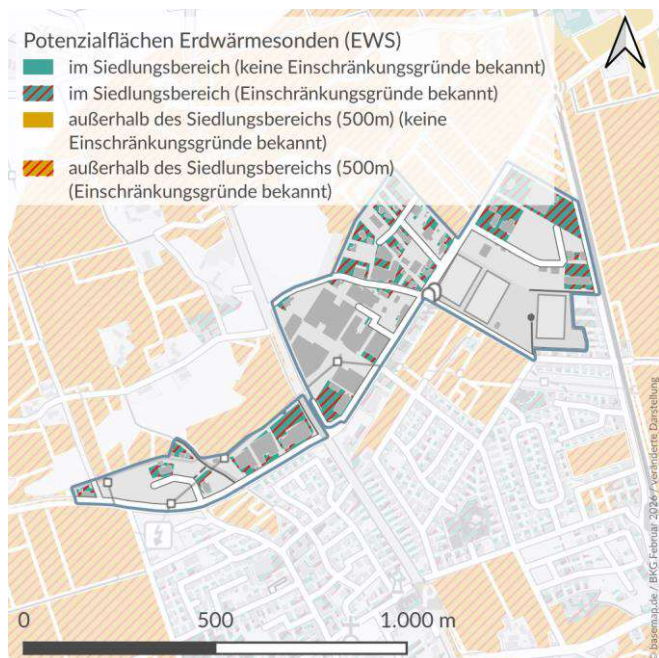 Potenzialflächen Erdwärmesonden (EWS)
im Siedlungsbereich (keine Einschränkungsgründe bekannt)
im Siedlungsbereich (Einschränkungsgründe bekannt)
außerhalb des Siedlungsbereichs (500m) (keine
Einschränkungsgründe bekannt)
außerhalb des Siedlungsbereichs (500m)
(Einschränkungsgründe bekannt)
0 500 1.000 m
© basemap.de / BKG Februar 2026 / veränderte Darstellung